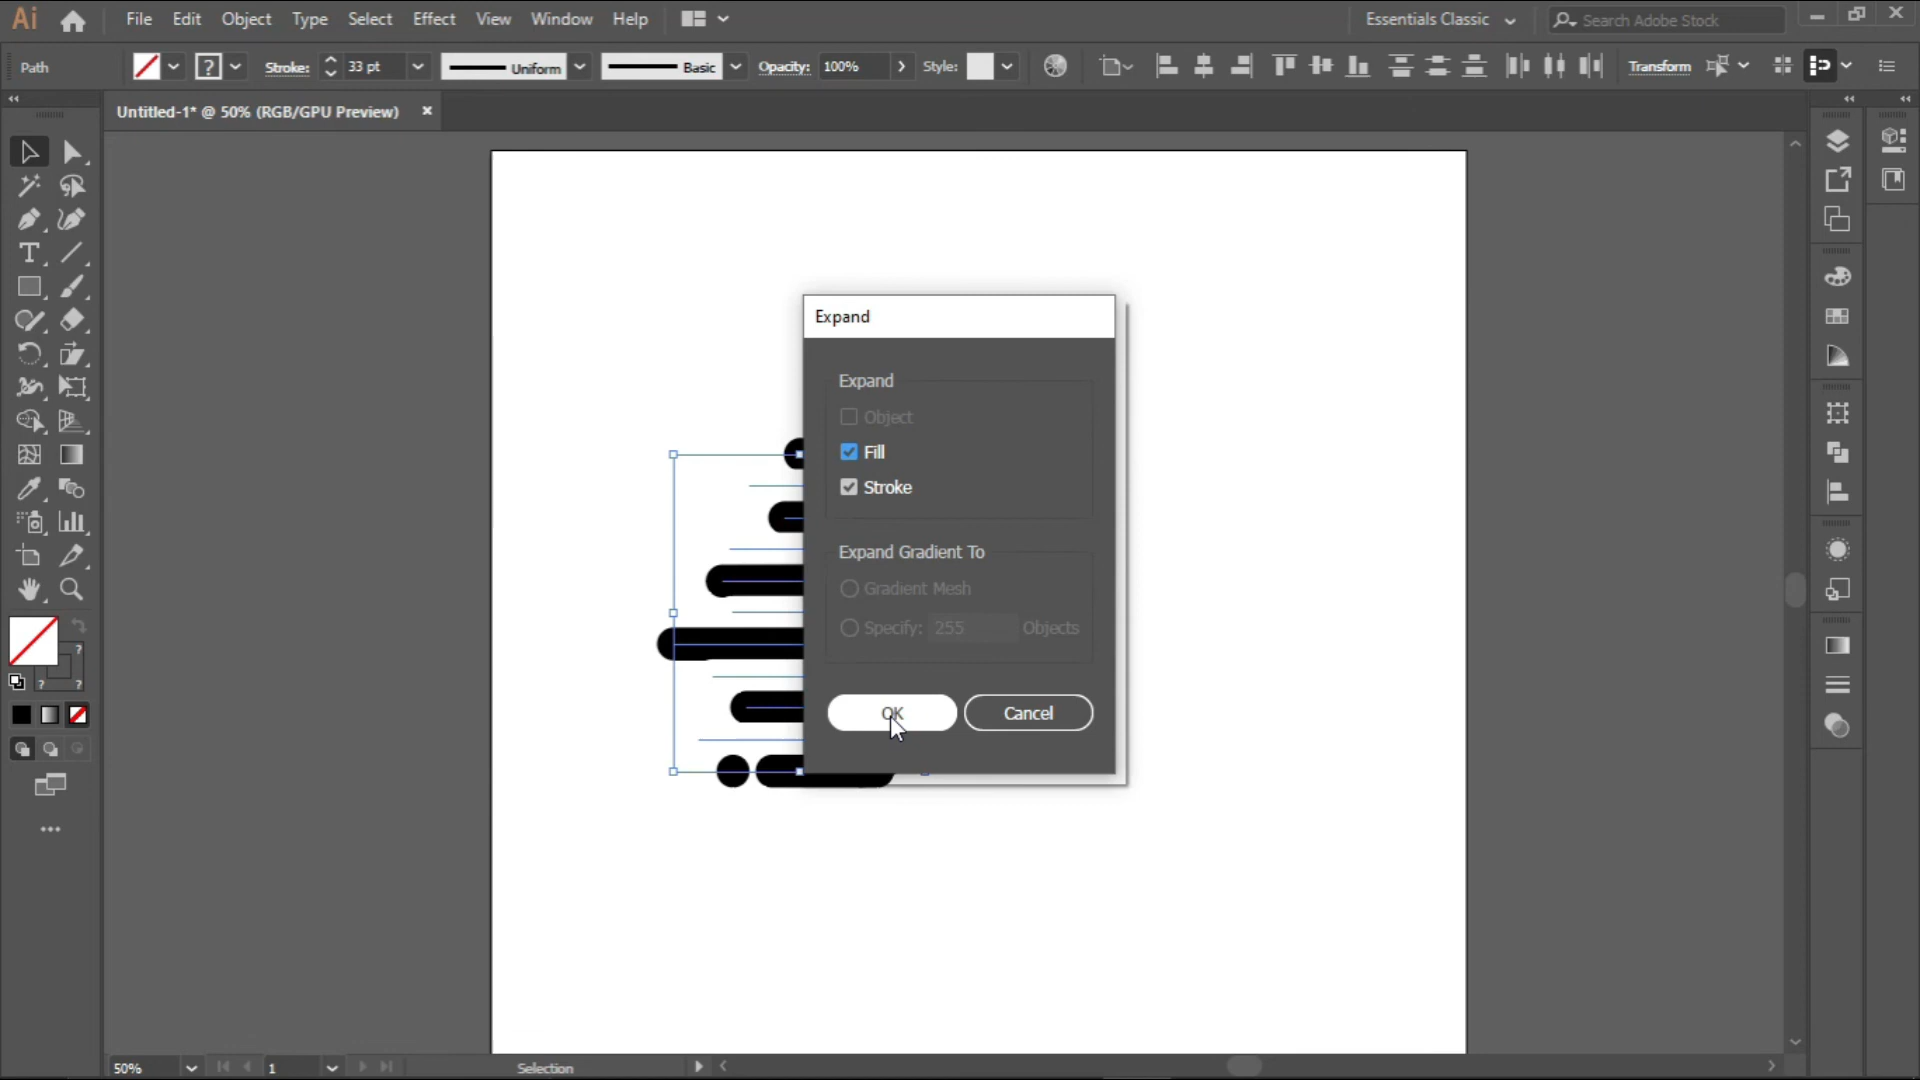 Ai File Edit Object Type Select Effect View Window Help Essentials Classic Search Adobe Stock
Path ? Stroke: 33 pt Uniform Basic Opacity: 100% Style: Transform
Untitled-1* @ 50% (RGB/GPU Preview)
Expand
Expand
Object
Fill
Stroke
Expand Gradient To
Gradient Mesh
Specify: 255 Objects
OK Cancel
T
?
? ?
50% 1 Selection